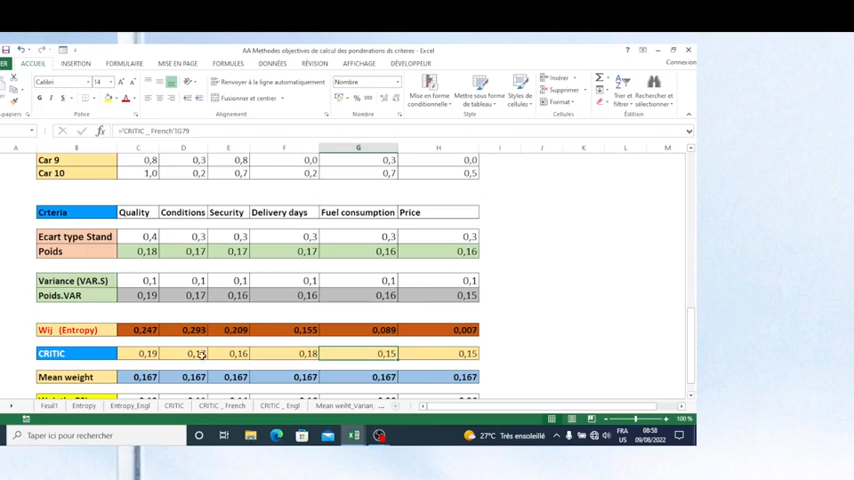 AA Methodes objectives de calcul des ponderations ds criteres - Excel
ACCUEIL INSERTION FORMULAIRE MISE EN PAGE FORMULES DONNÉES RÉVISION AFFICHAGE DÉVELOPPEUR Connexion
Calibri 14 Renvoyer à la ligne automatiquement Nombre Insérer
G I S Fusionner et centrer Supprimer
Mise en forme conditionnelle Mettre sous forme de tableau Styles de cellules Format Trier et filtrer Rechercher et sélectionner
Police Alignement Nombre Style Cellules Édition
fx ='CRITIC _ French'!G79
A B C D E F G H I J K L M
Car 9 0,8 0,3 0,8 0,0 0,3 0,0
Car 10 1,0 0,2 0,7 0,2 0,7 0,5
Crteria Quality Conditions Security Delivery days Fuel consumption Price
Ecart type Stand 0,4 0,3 0,3 0,3 0,3 0,3
Poids 0,18 0,17 0,17 0,17 0,16 0,16
Variance (VAR.S) 0,1 0,1 0,1 0,1 0,1 0,1
Poids.VAR 0,19 0,17 0,16 0,16 0,16 0,15
Wij (Entropy) 0,247 0,293 0,209 0,155 0,089 0,007
CRITIC 0,19 0,17 0,16 0,18 0,15 0,15
Mean weight 0,167 0,167 0,167 0,167 0,167 0,167
Feuil1 Entropy Entropy_Engl CRITIC CRITIC _ French CRITIC _ Engl Mean weiht_Varian ...
100 %
Taper ici pour rechercher 27°C Très ensoleillé FRA 08:58
US 09/08/2022